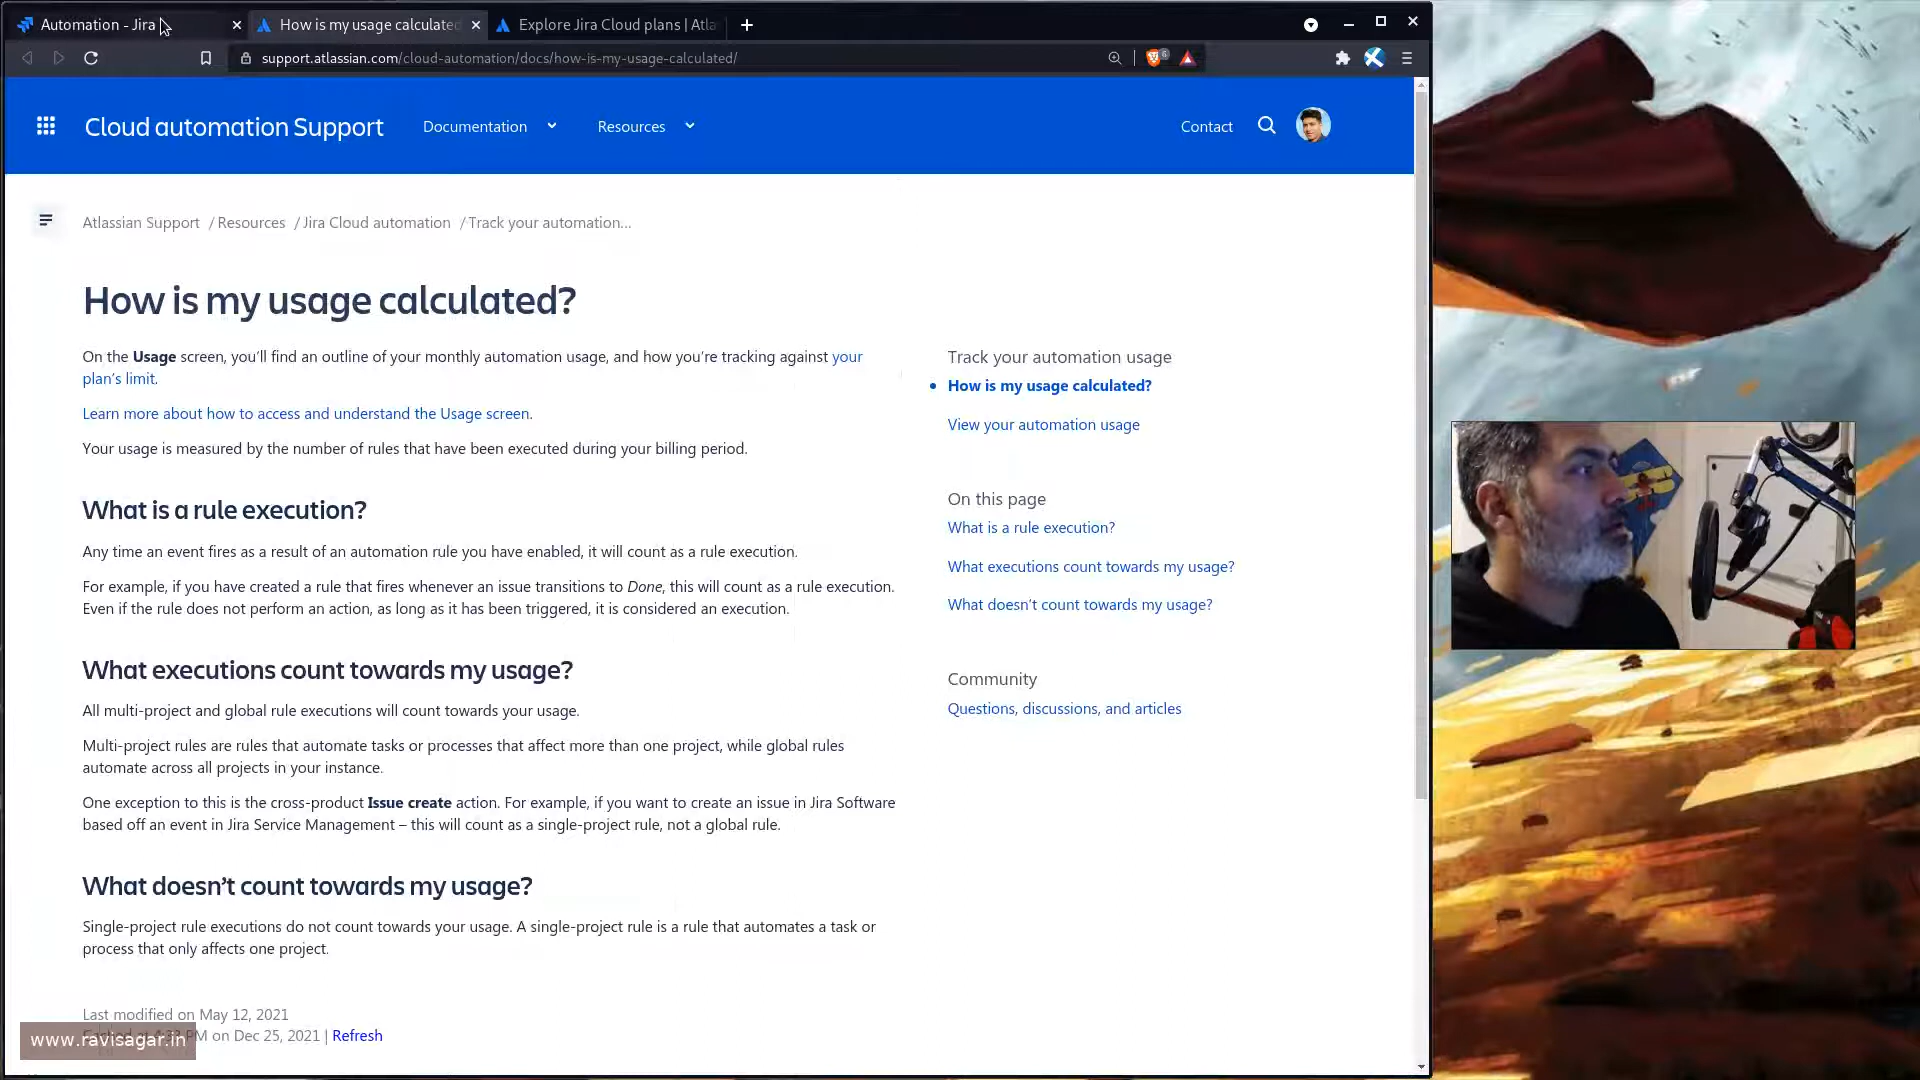 Automation - Jira
How is my usage calculated
Explore Jira Cloud plans | Atla
support.atlassian.com/cloud-automation/docs/how-is-my-usage-calculated/
6
Cloud automation Support
Documentation
Resources
Contact
Atlassian Support / Resources / Jira Cloud automation / Track your automation...
How is my usage calculated?
On the Usage screen, you'll find an outline of your monthly automation usage, and how you're tracking against your
plan's limit.
Learn more about how to access and understand the Usage screen.
Your usage is measured by the number of rules that have been executed during your billing period.
What is a rule execution?
Any time an event fires as a result of an automation rule you have enabled, it will count as a rule execution.
For example, if you have created a rule that fires whenever an issue transitions to Done, this will count as a rule execution.
Even if the rule does not perform an action, as long as it has been triggered, it is considered an execution.
What executions count towards my usage?
All multi-project and global rule executions will count towards your usage.
Multi-project rules are rules that automate tasks or processes that affect more than one project, while global rules
automate across all projects in your instance.
One exception to this is the cross-product Issue create action. For example, if you want to create an issue in Jira Software
based off an event in Jira Service Management – this will count as a single-project rule, not a global rule.
What doesn't count towards my usage?
Single-project rule executions do not count towards your usage. A single-project rule is a rule that automates a task or
process that only affects one project.
Last modified on May 12, 2021
PM on Dec 25, 2021 | Refresh
www.ravisagar.in
Track your automation usage
How is my usage calculated?
View your automation usage
On this page
What is a rule execution?
What executions count towards my usage?
What doesn't count towards my usage?
Community
Questions, discussions, and articles